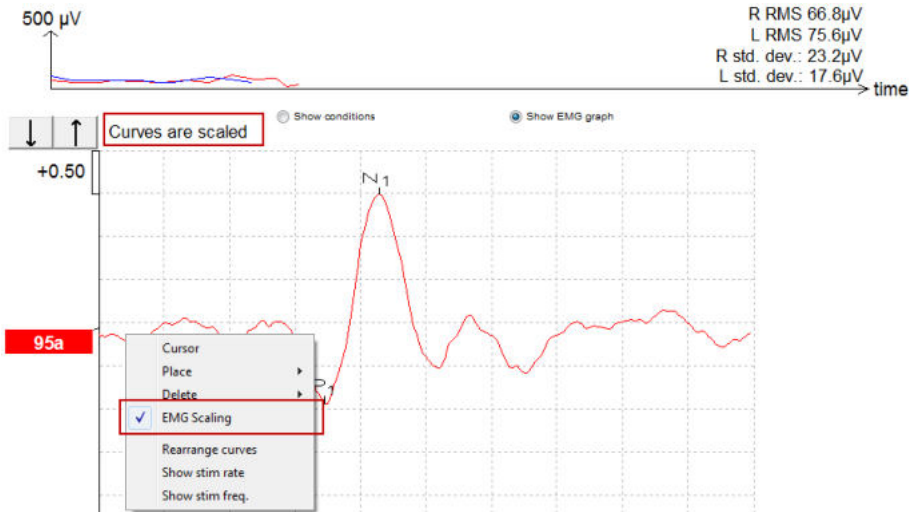 500 µV
R RMS 66.8µV
L RMS 75.6µV
R std. dev.: 23.2µV
L std. dev.: 17.6µV
time
Show conditions
Show EMG graph
Curves are scaled
+0.50
N1
95a
Cursor
Place
P1
Delete
EMG Scaling
Rearrange curves
Show stim rate
Show stim freq.